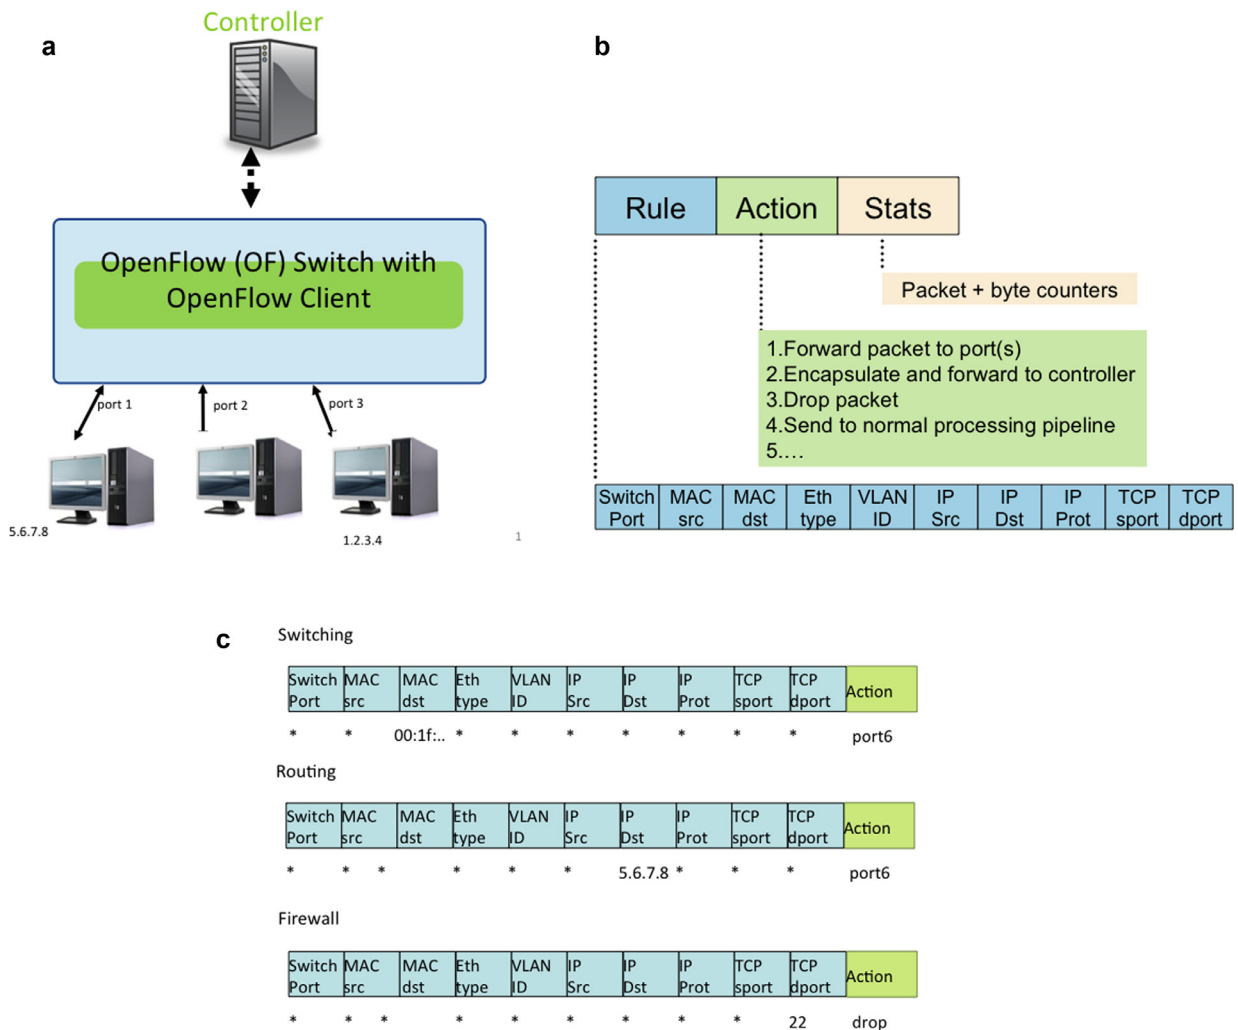 a
Controller
OpenFlow (OF) Switch with
OpenFlow Client
port 1
port 2
port 3
5.6.7.8
1.2.3.4
1
b
Rule Action Stats
Packet + byte counters
1.Forward packet to port(s)
2.Encapsulate and forward to controller
3.Drop packet
4.Send to normal processing pipeline
5.…
Switch MAC MAC Eth VLAN IP IP IP TCP TCP
Port src dst type ID Src Dst Prot sport dport
c
Switching
Switch MAC MAC Eth VLAN IP IP IP TCP TCP
Port src dst type ID Src Dst Prot sport dport Action
* * 00:1f:.. * * * * * * * port6
Routing
Switch MAC MAC Eth VLAN IP IP IP TCP TCP
Port src dst type ID Src Dst Prot sport dport Action
* * * * * * 5.6.7.8 * * * port6
Firewall
Switch MAC MAC Eth VLAN IP IP IP TCP TCP
Port src dst type ID Src Dst Prot sport dport Action
* * * * * * * * * 22 drop